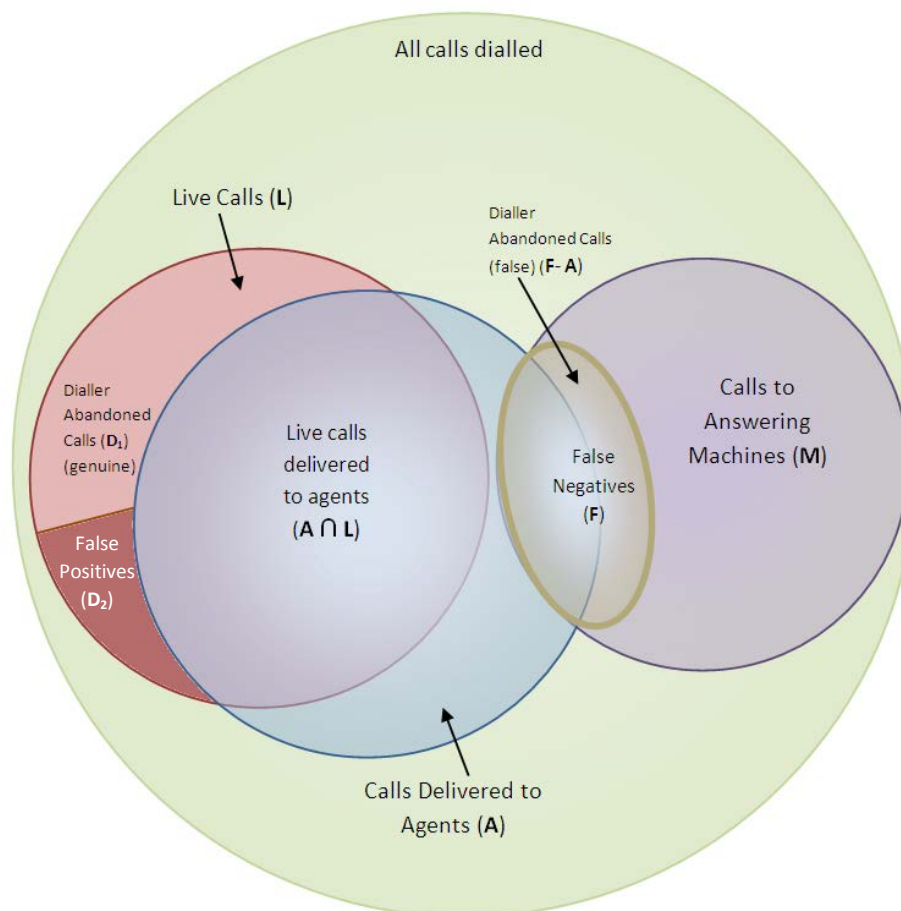 All calls dialled
Live Calls (L)
Dialler
Abandoned Calls
(false) (F- A)
Dialler
Abandoned
Calls (D₁)
(genuine)
Live calls
delivered
to agents
(A ∩ L)
False
Negatives
(F)
Calls to
Answering
Machines (M)
False
Positives
(D₂)
Calls Delivered to
Agents (A)